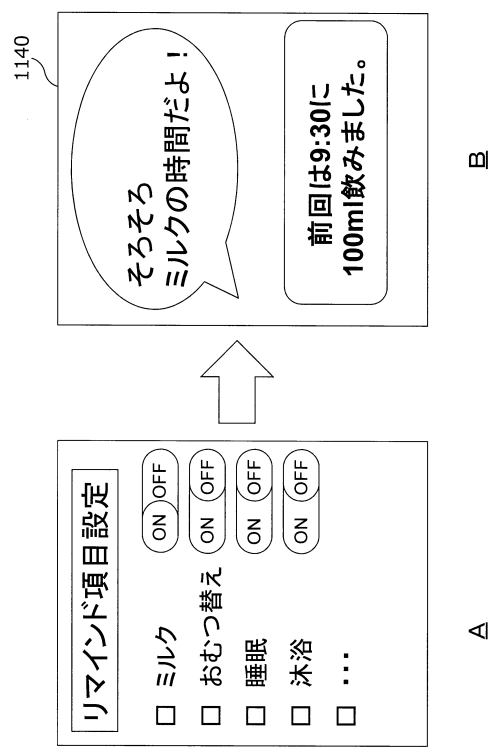 リマインド項目設定
□ ミルク ON OFF
□ おむつ替え ON OFF
□ 睡眠 ON OFF
□ 沐浴 ON OFF
□ ・・・
A
1140
そろそろ
ミルクの時間だよ！
前回は9:30に
100ml飲みました。
B